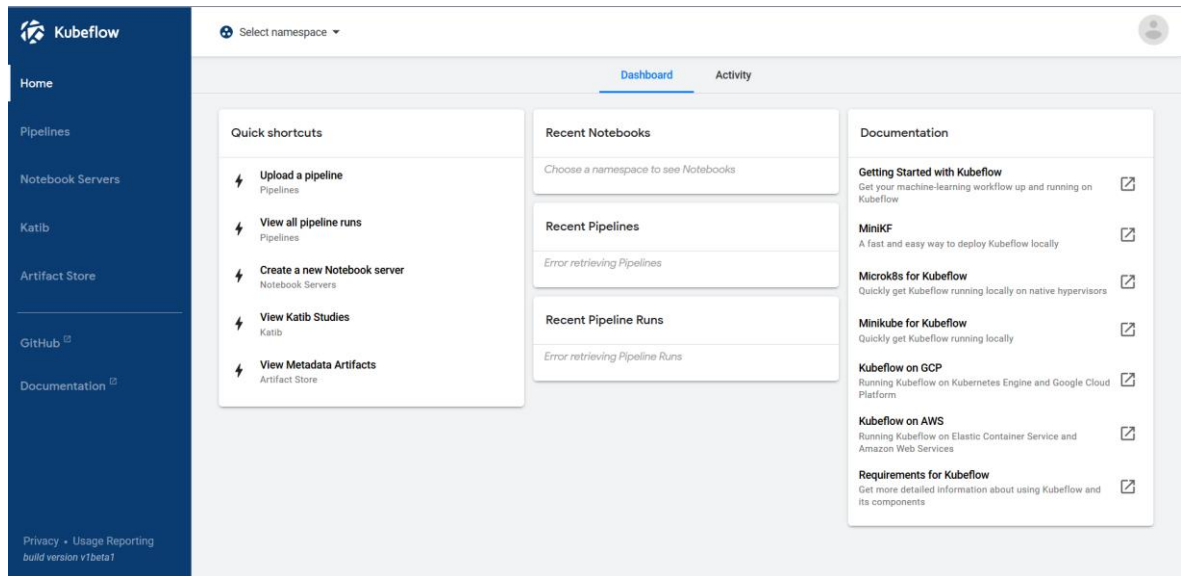 Kubeflow
Home
Pipelines
Notebook Servers
Katib
Artifact Store
GitHub
Documentation
Privacy • Usage Reporting
build version v1beta1
Select namespace
Dashboard
Activity
Quick shortcuts
Upload a pipeline
Pipelines
View all pipeline runs
Pipelines
Create a new Notebook server
Notebook Servers
View Katib Studies
Katib
View Metadata Artifacts
Artifact Store
Recent Notebooks
Choose a namespace to see Notebooks
Recent Pipelines
Error retrieving Pipelines
Recent Pipeline Runs
Error retrieving Pipeline Runs
Documentation
Getting Started with Kubeflow
Get your machine-learning workflow up and running on
Kubeflow
MiniKF
A fast and easy way to deploy Kubeflow locally
Microk8s for Kubeflow
Quickly get Kubeflow running locally on native hypervisors
Minikube for Kubeflow
Quickly get Kubeflow running locally
Kubeflow on GCP
Running Kubeflow on Kubernetes Engine and Google Cloud
Platform
Kubeflow on AWS
Running Kubeflow on Elastic Container Service and
Amazon Web Services
Requirements for Kubeflow
Get more detailed information about using Kubeflow and
its components